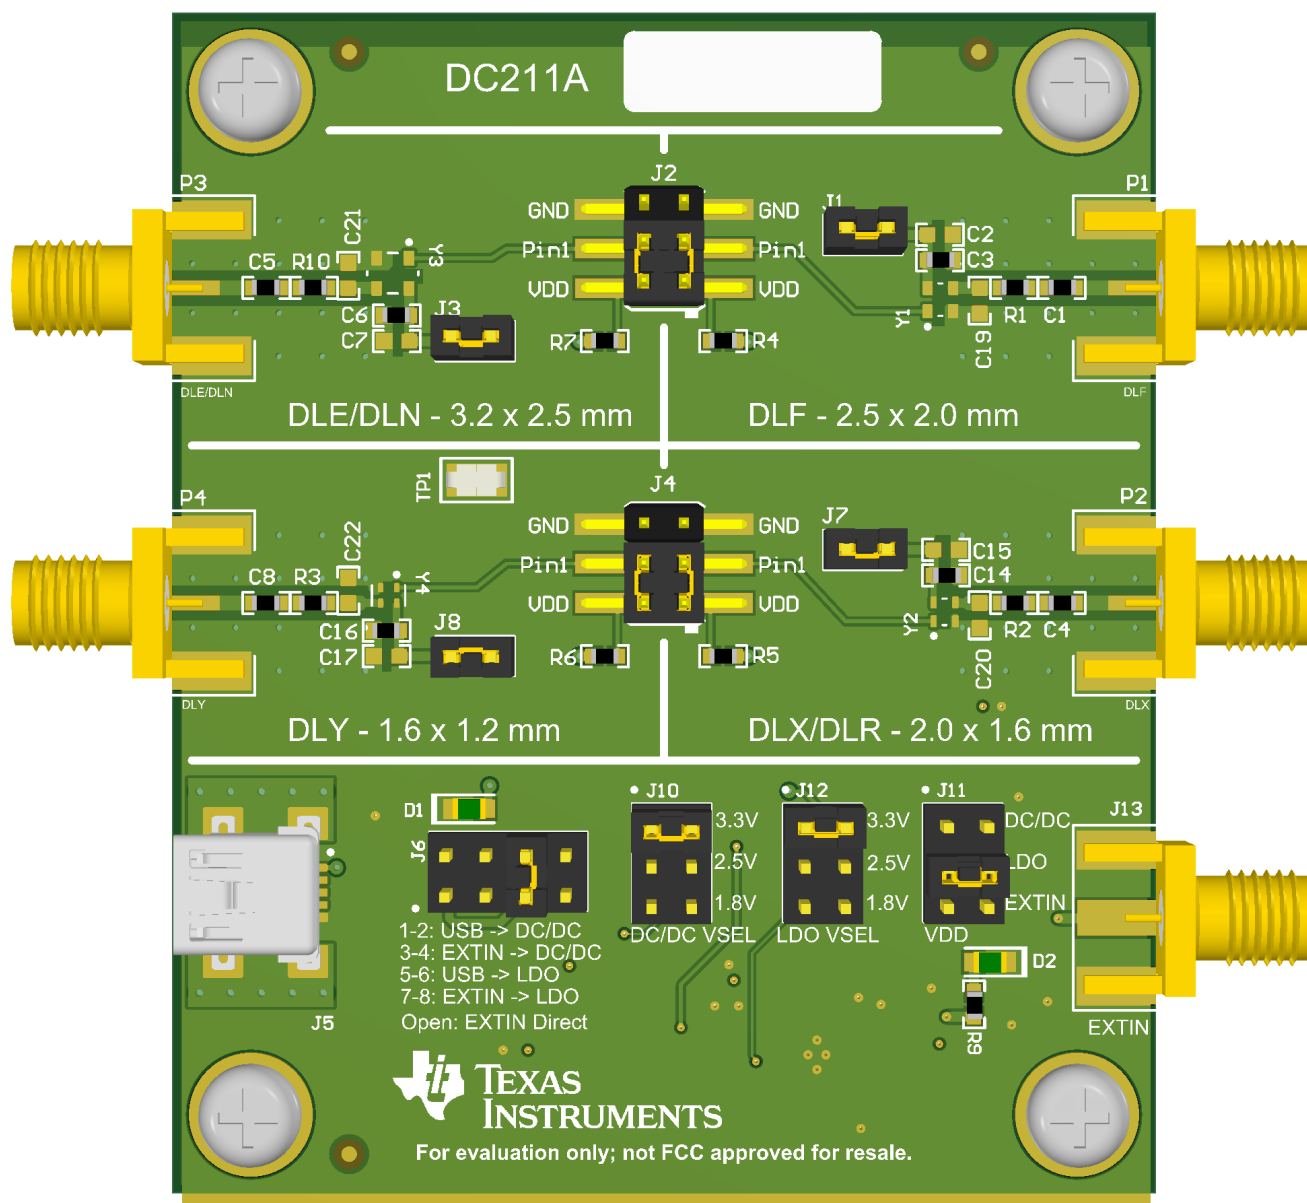 DC211A
J2
P3
C21
Y3
GND
GND
J1
P1
C2
Pin1
Pin1
C3
C5
R10
VDD
VDD
C6
J3
Y1
R1
C1
C7
R7
R4
C19
DLE/DLN
DLF
DLE/DLN - 3.2 x 2.5 mm
DLF - 2.5 x 2.0 mm
TP1
J4
P4
C22
Y4
GND
GND
J7
P2
C15
Pin1
Pin1
C14
C8
R3
VDD
VDD
C16
J8
Y2
R2
C4
C17
R6
R5
C20
DLY
DLX
DLY - 1.6 x 1.2 mm
DLX/DLR - 2.0 x 1.6 mm
D1
J10
J12
J11
J13
3.3V
3.3V
DC/DC
J6
2.5V
2.5V
LDO
1.8V
1.8V
EXTIN
DC/DC VSEL
LDO VSEL
VDD
1-2: USB -> DC/DC
3-4: EXTIN -> DC/DC
5-6: USB -> LDO
7-8: EXTIN -> LDO
Open: EXTIN Direct
D2
J5
R9
EXTIN
TEXAS
INSTRUMENTS
For evaluation only; not FCC approved for resale.